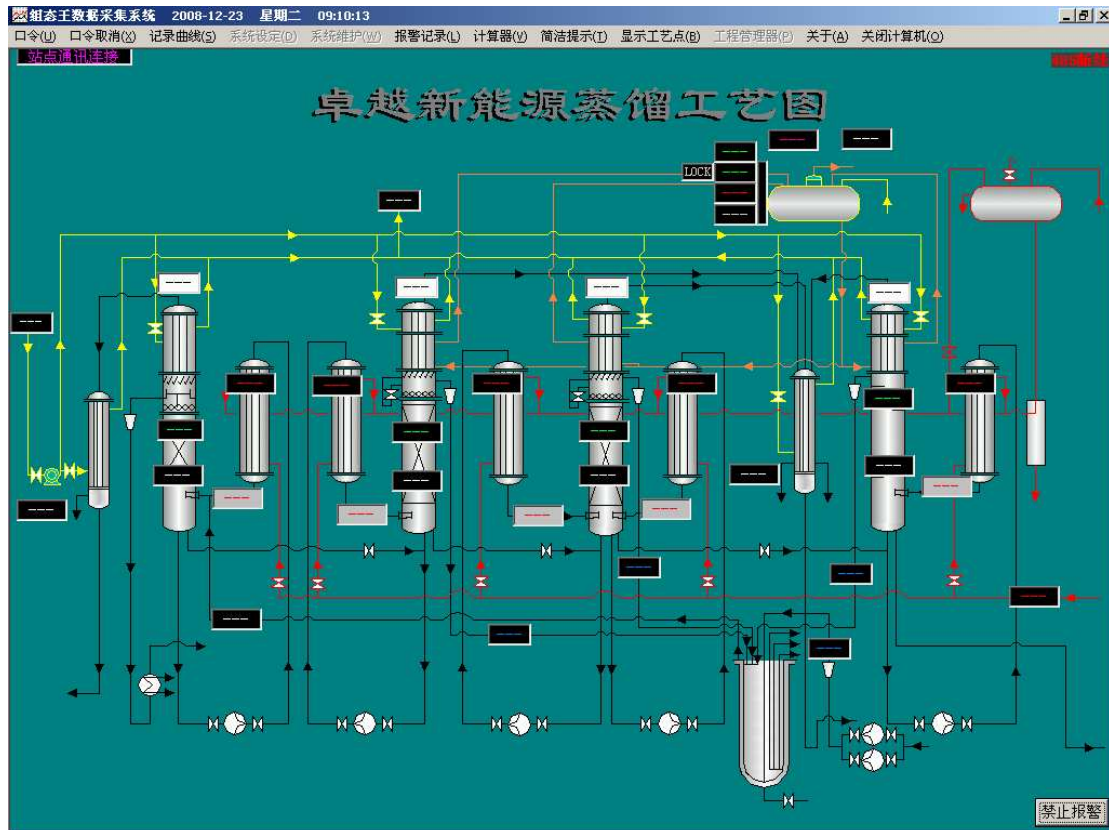 组态王数据采集系统 2008-12-23 星期二 09:10:13
口令(U) 口令取消(X) 记录曲线(S) 系统设定(D) 系统维护(W) 报警记录(L) 计算器(V) 简洁提示(T) 显示工艺点(B) 工程管理器(P) 关于(A) 关闭计算机(O)
站点通讯连接
卓越新能源蒸馏工艺图
LOCK
禁止报警